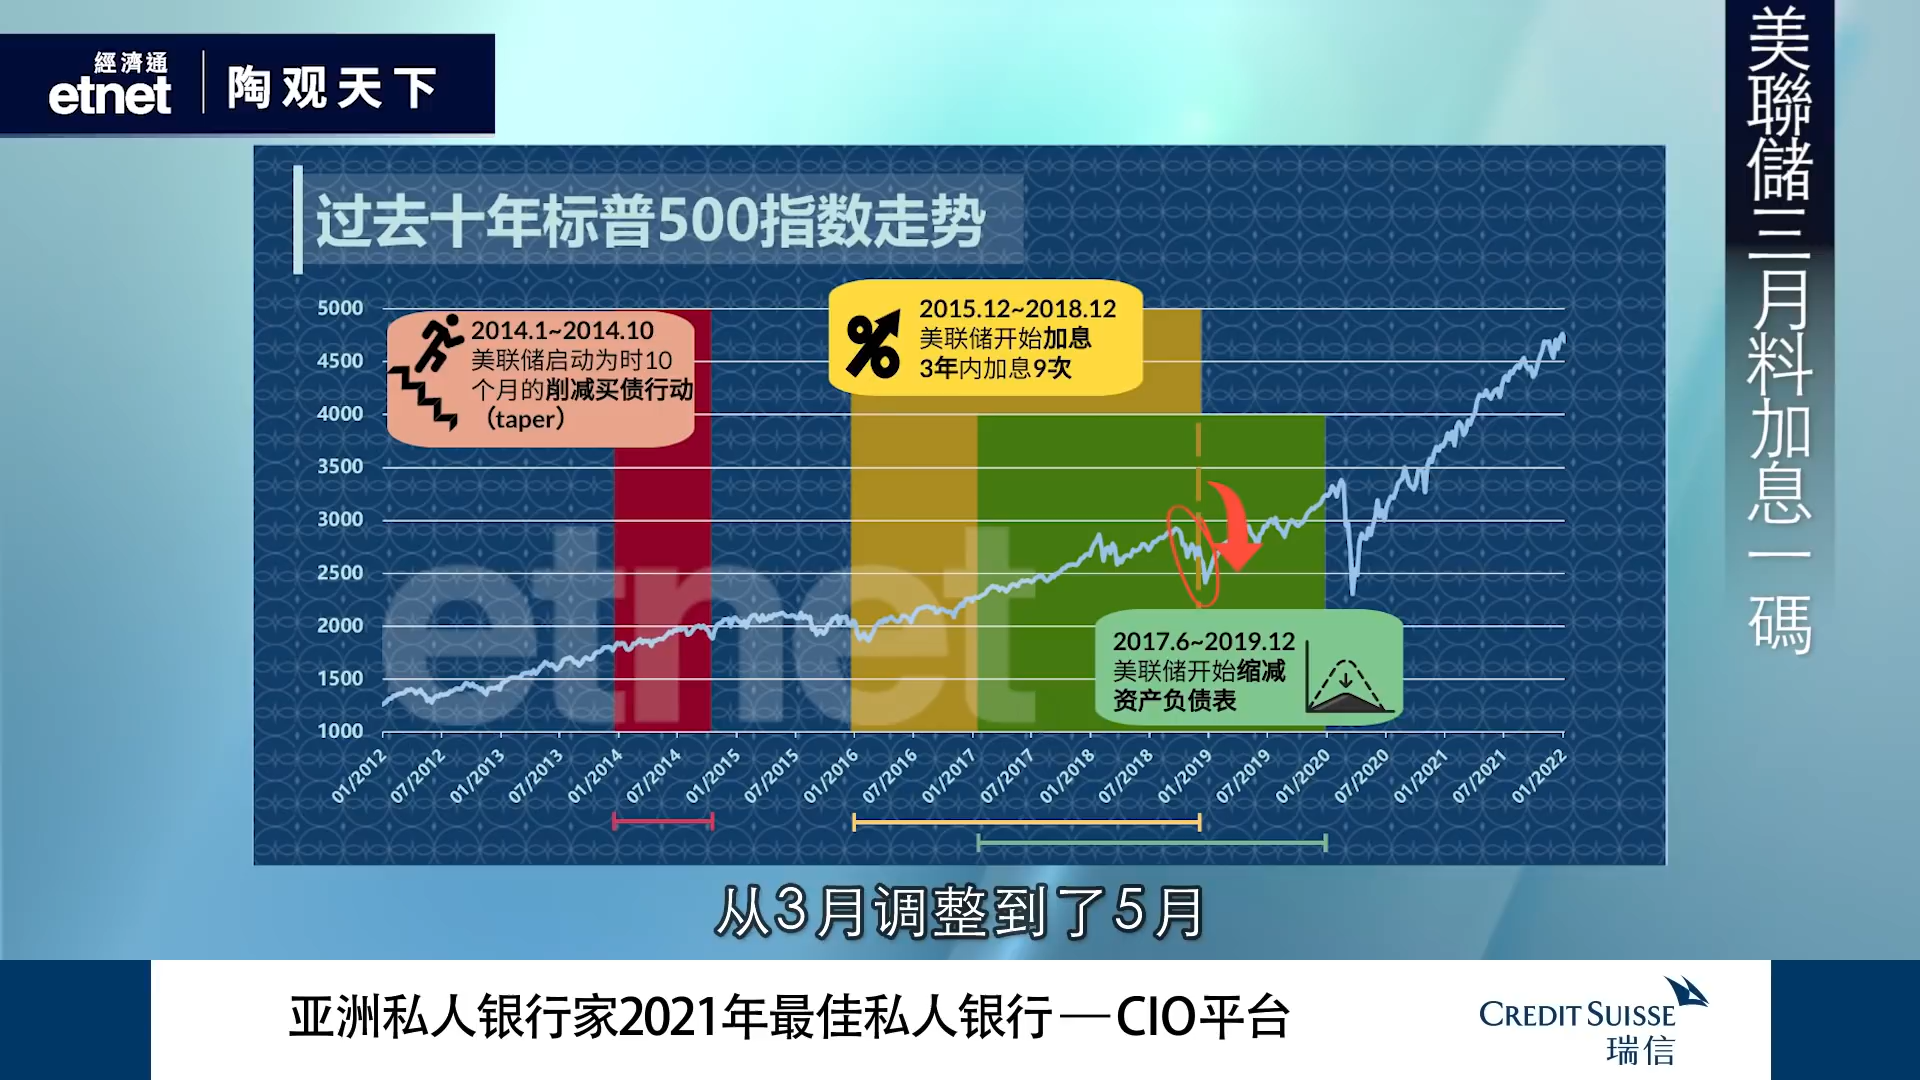 經濟通
etnet
陶观天下
美聯儲三月料加息一碼
过去十年标普500指数走势
5000
4500
4000
3500
3000
2500
2000
1500
1000
2014.1~2014.10
美联储启动为时10
个月的削减买债行动
（taper）
2015.12~2018.12
美联储开始加息
3年内加息9次
2017.6~2019.12
美联储开始缩减
资产负债表
etnet
01/2012
07/2012
01/2013
07/2013
01/2014
07/2014
01/2015
07/2015
01/2016
07/2016
01/2017
07/2017
01/2018
07/2018
01/2019
07/2019
01/2020
07/2020
01/2021
07/2021
01/2022
从3月调整到了5月
亚洲私人银行家2021年最佳私人银行—CIO平台
CREDIT SUISSE
瑞信